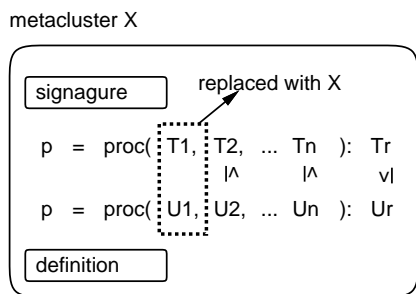 metacluster X
signagure
replaced with X
p = proc( T1, T2, ... Tn ): Tr
|^ |^ v|
p = proc( U1, U2, ... Un ): Ur
definition